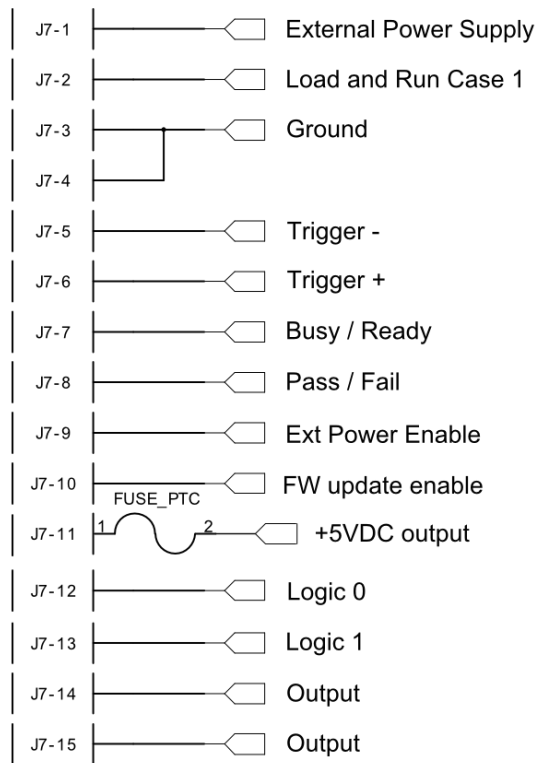 J7-1 External Power Supply
J7-2 Load and Run Case 1
J7-3 Ground
J7-4
J7-5 Trigger -
J7-6 Trigger +
J7-7 Busy / Ready
J7-8 Pass / Fail
J7-9 Ext Power Enable
J7-10 FW update enable
FUSE_PTC
J7-11 1 2 +5VDC output
J7-12 Logic 0
J7-13 Logic 1
J7-14 Output
J7-15 Output